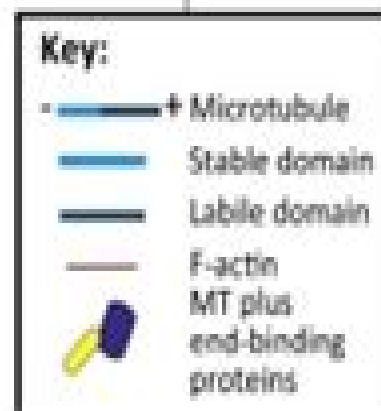 Key:
- + Microtubule
Stable domain
Labile domain
F-actin
MT plus
end-binding
proteins